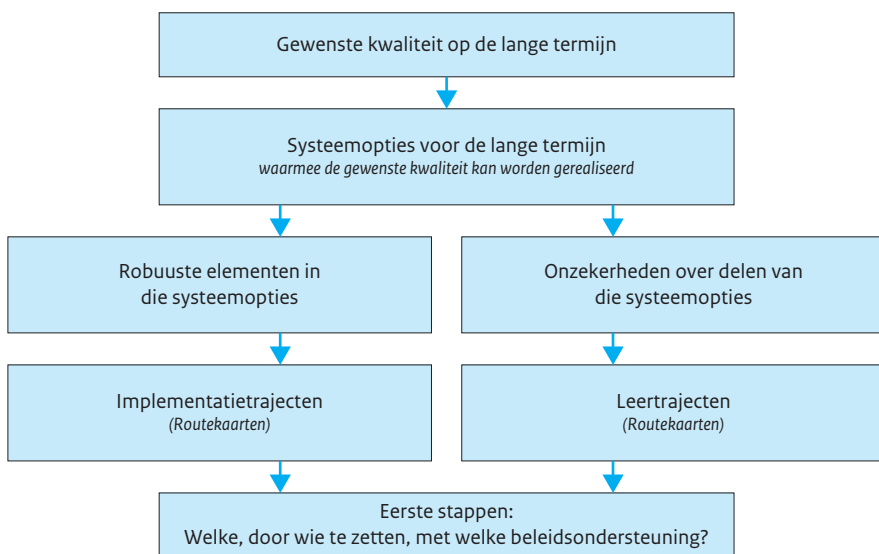 Gewenste kwaliteit op de lange termijn
Systeemopties voor de lange termijn
waarmee de gewenste kwaliteit kan worden gerealiseerd
Robuuste elementen in
die systeemopties
Onzekerheden over delen van
die systeemopties
Implementatietrajecten
(Routekaarten)
Leertrajecten
(Routekaarten)
Eerste stappen:
Welke, door wie te zetten, met welke beleidsondersteuning?